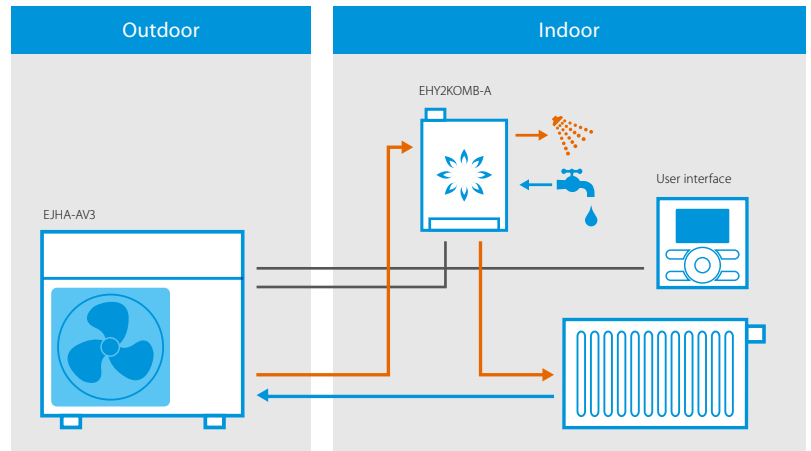 Outdoor
Indoor
EHY2KOMB-A
User interface
EJHA-AV3